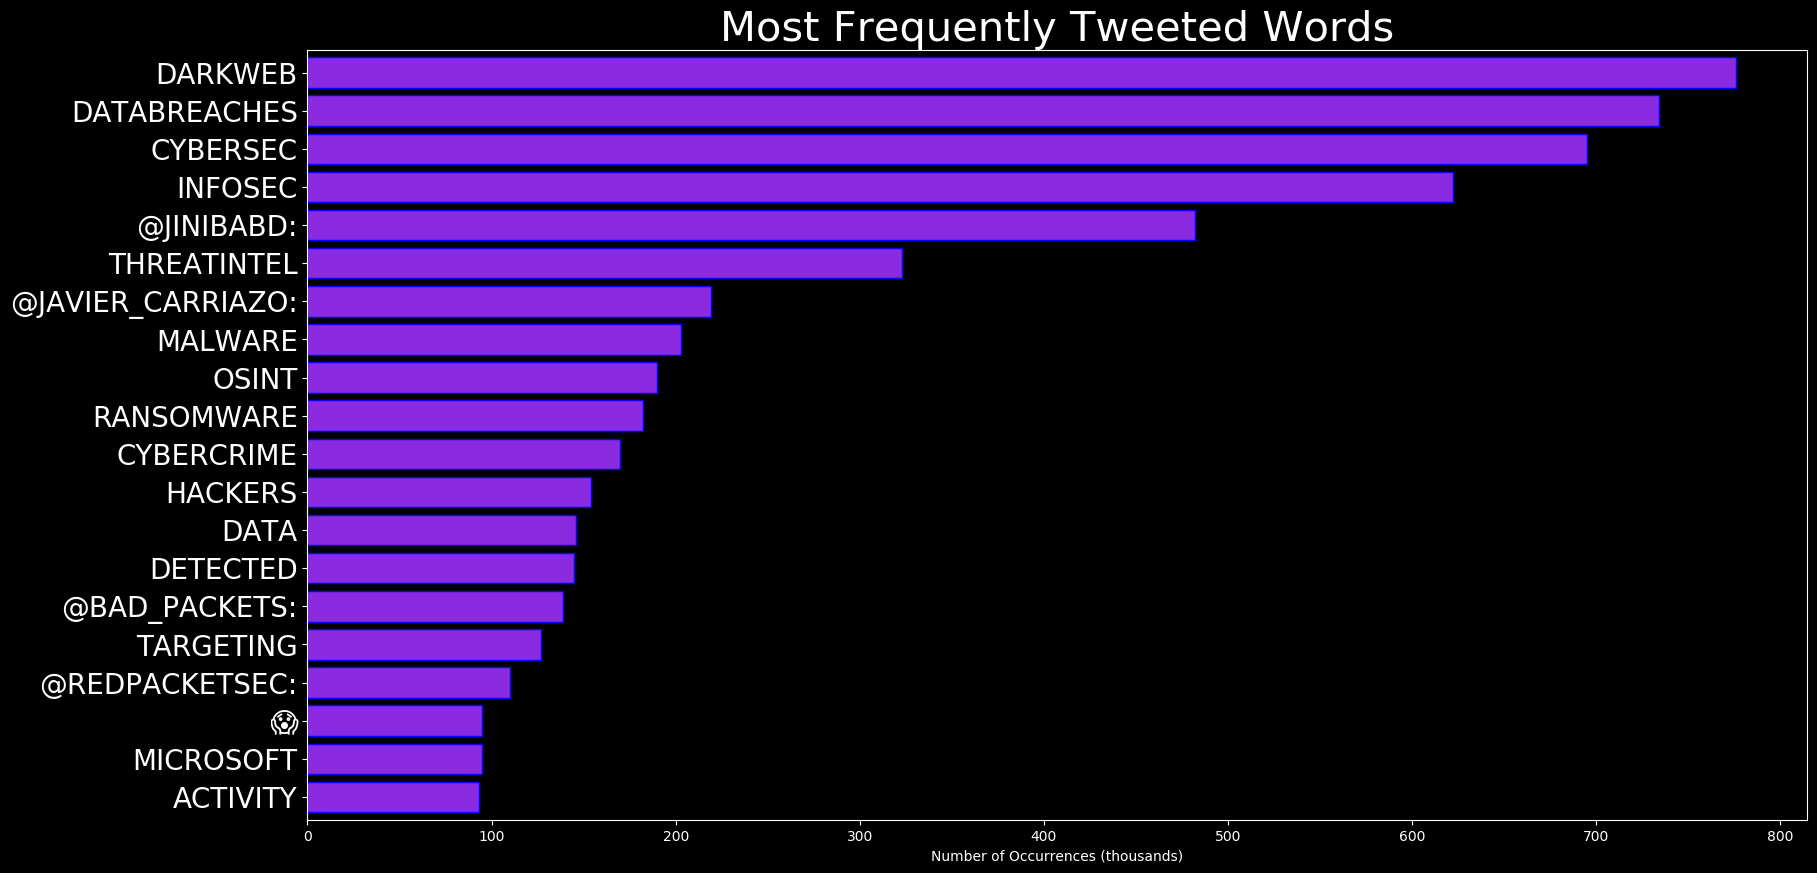 Most Frequently Tweeted Words
DARKWEB
DATABREACHES
CYBERSEC
INFOSEC
@JINIBABD:
THREATINTEL
@JAVIER_CARRIAZO:
MALWARE
OSINT
RANSOMWARE
CYBERCRIME
HACKERS
DATA
DETECTED
@BAD_PACKETS:
TARGETING
@REDPACKETSEC:
😱
MICROSOFT
ACTIVITY
0 100 200 300 400 500 600 700 800
Number of Occurrences (thousands)